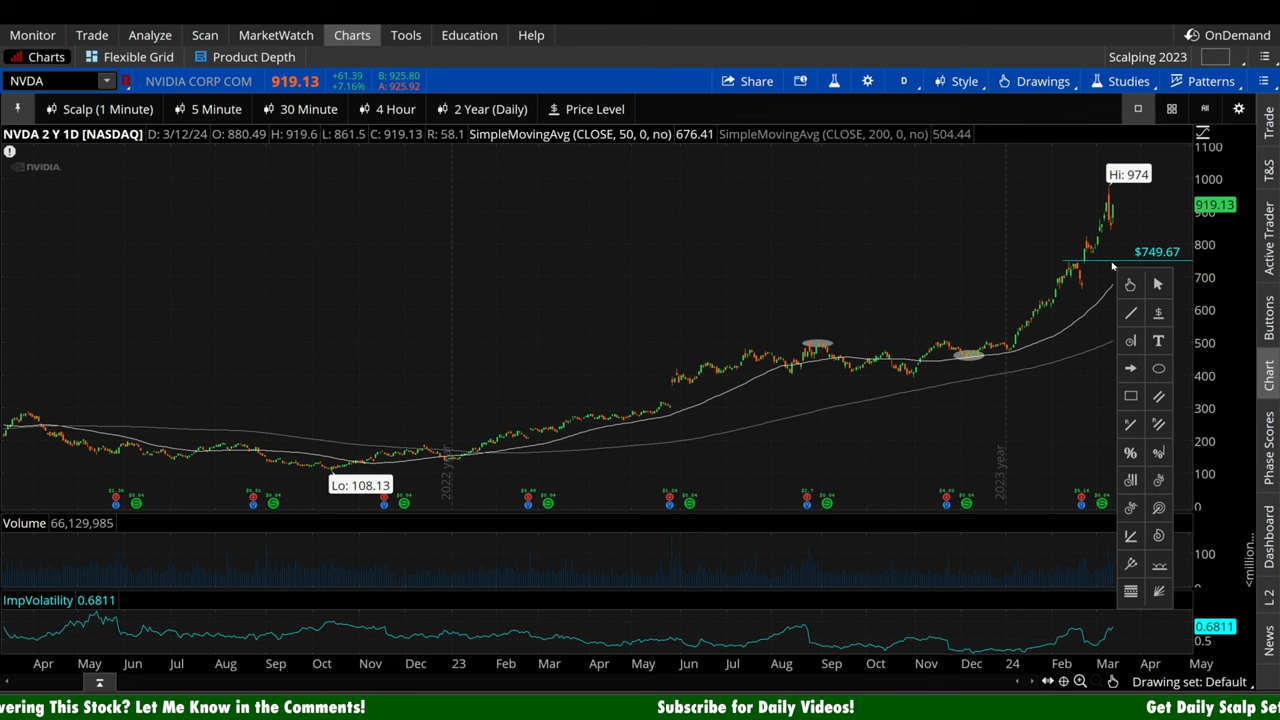 Monitor Trade Analyze Scan MarketWatch Charts Tools Education Help OnDemand
Charts Flexible Grid Product Depth Scalping 2023
NVDA NVIDIA CORP COM 919.13 +61.39 +7.16% B: 925.80 A: 925.92 Share D Style Drawings Studies Patterns
Scalp (1 Minute) 5 Minute 30 Minute 4 Hour 2 Year (Daily) Price Level All
NVDA 2 Y 1D [NASDAQ] D: 3/12/24 O: 880.49 H: 919.6 L: 861.5 C: 919.13 R: 58.1 SimpleMovingAvg (CLOSE, 50, 0, no) 676.41 SimpleMovingAvg (CLOSE, 200, 0, no) 504.44
NVIDIA.
1100
Hi: 974
1000
919.13
900
800
$749.67
700
600
500
400
300
200
100
0
Lo: 108.13
2022 year
2023 year
Volume 66,129,985
100
0
<million...
ImpVolatility 0.6811
0.6811
0.5
Apr May Jun Jul Aug Sep Oct Nov Dec 23 Feb Mar Apr May Jun Jul Aug Sep Oct Nov Dec 24 Feb Mar Apr May
Drawing set: Default
Trade
T&S
Active Trader
Buttons
Chart
Phase Scores
Dashboard
L 2
News
vering This Stock? Let Me Know in the Comments! Subscribe for Daily Videos! Get Daily Scalp Se